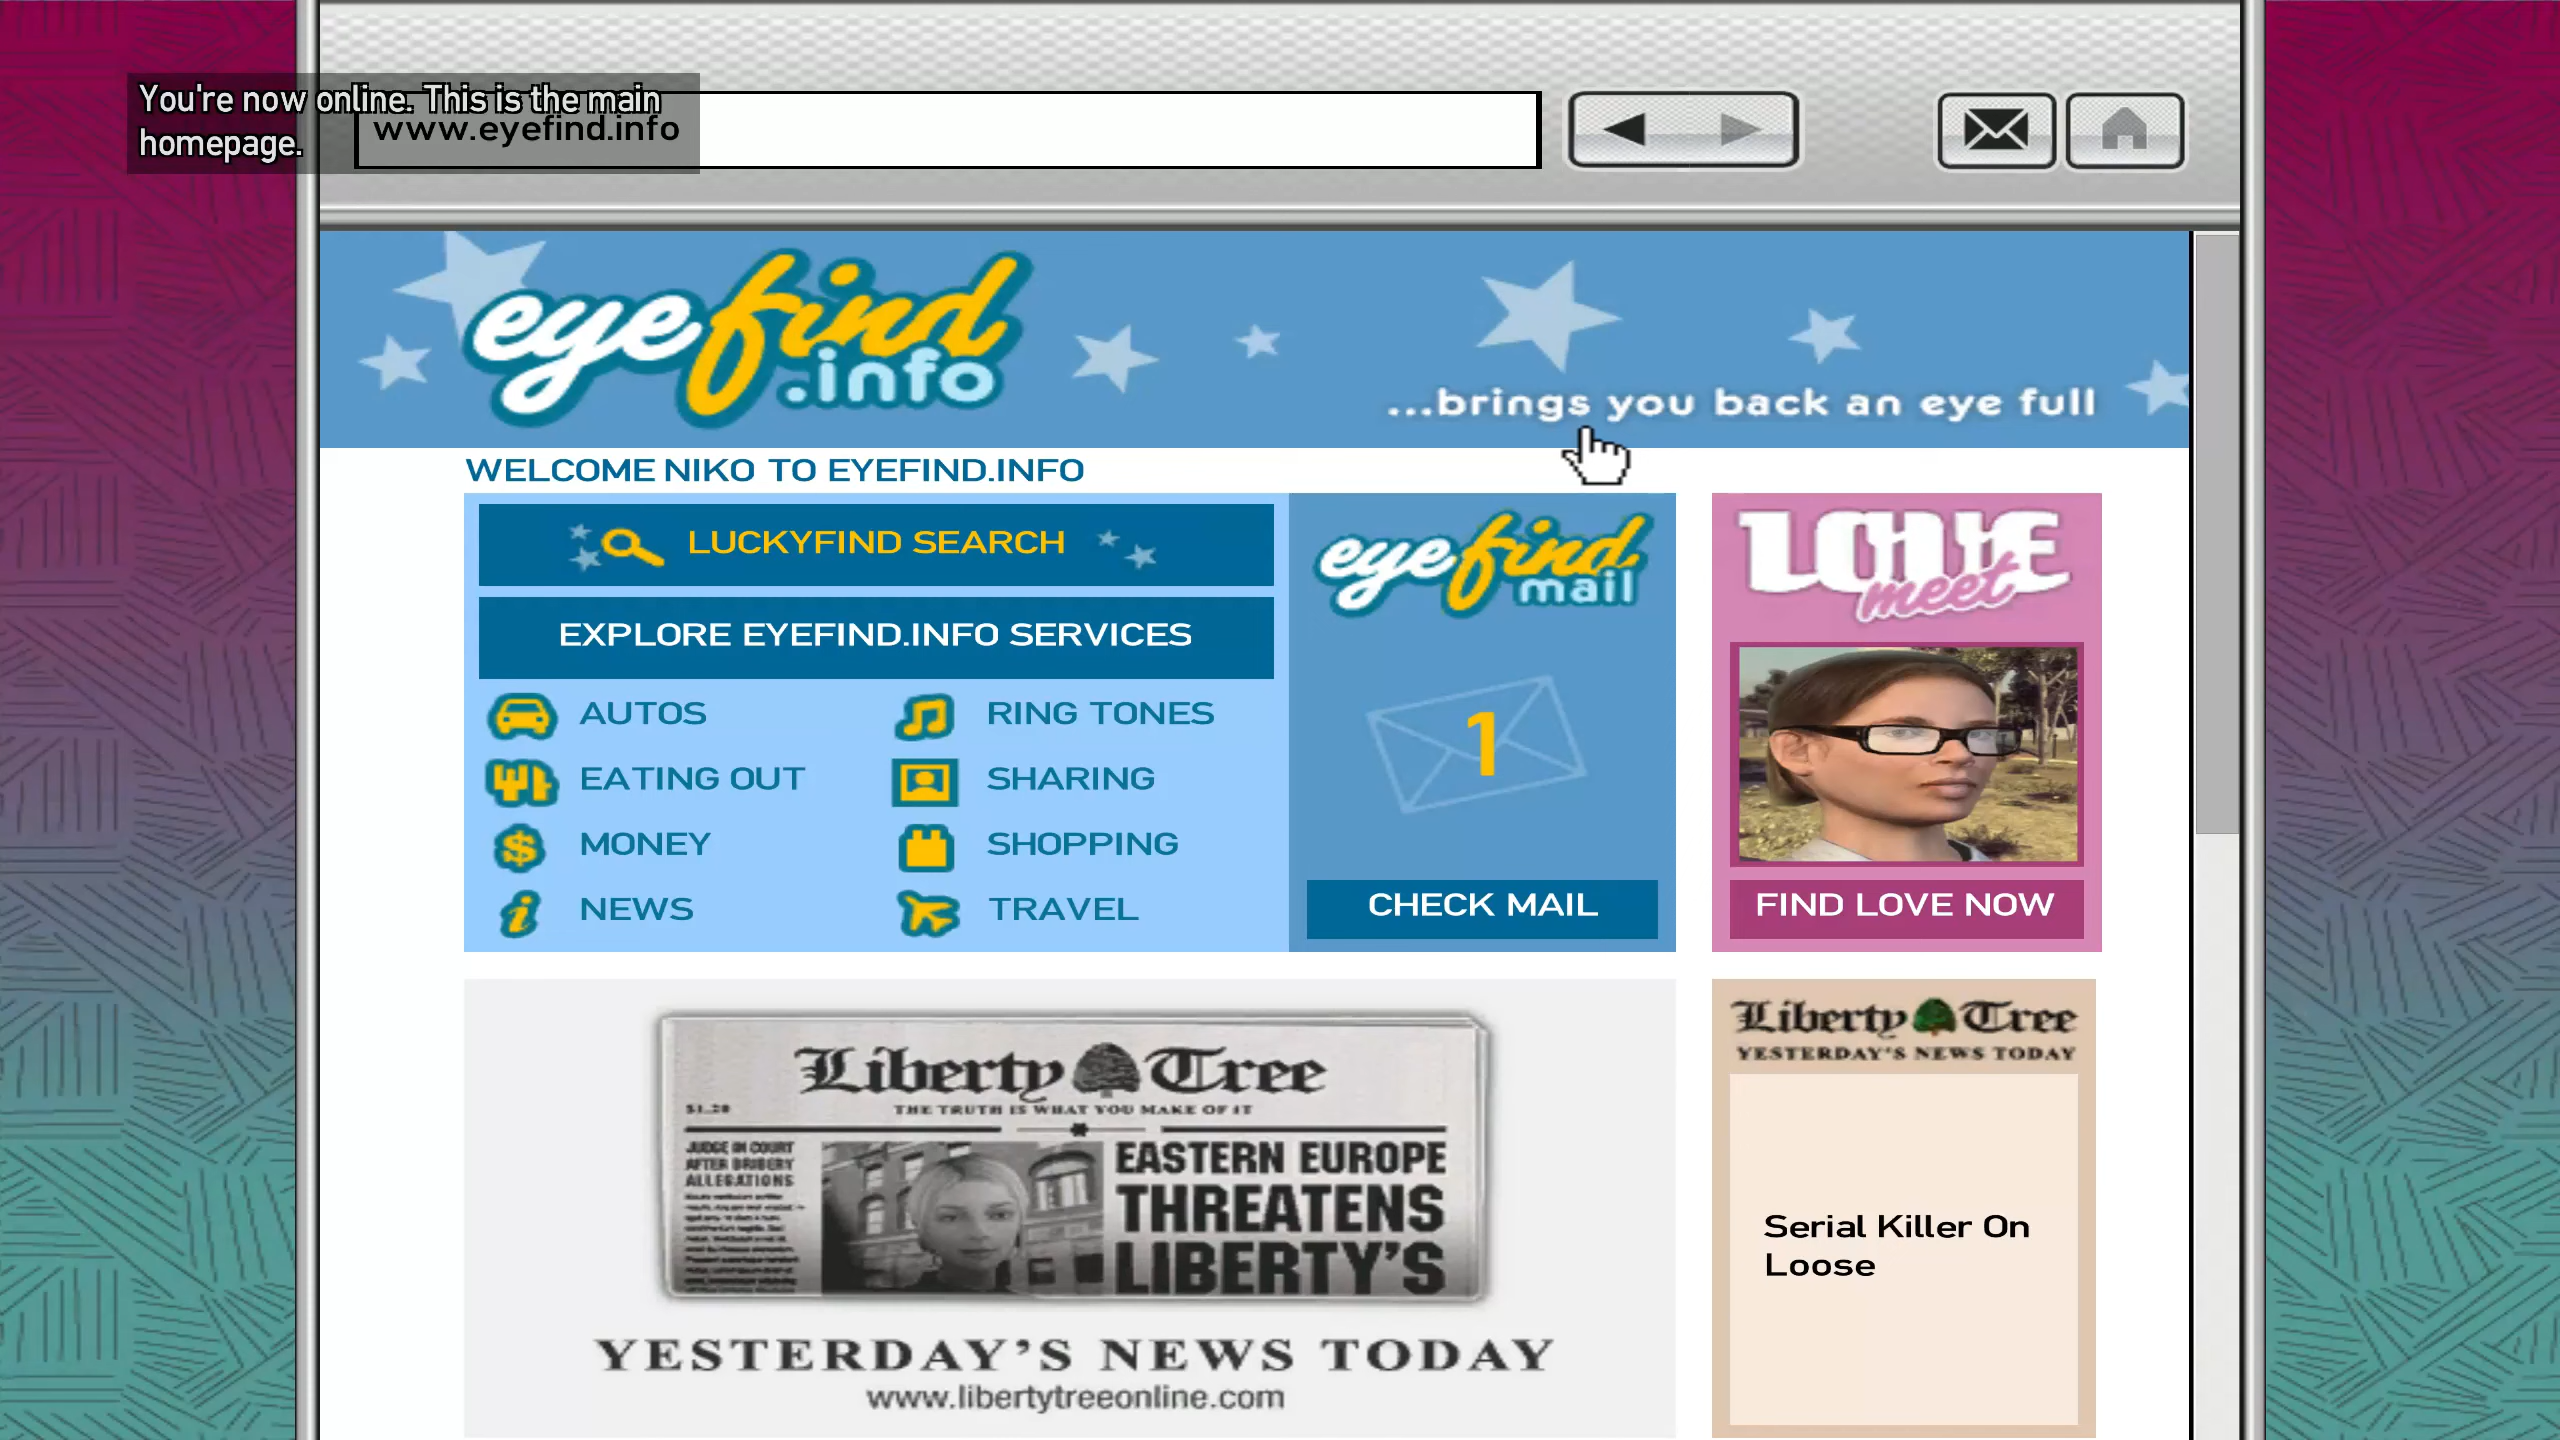 You're now online. This is the main
homepage.
www.eyefind.info
eyefind
.info
...brings you back an eye full
WELCOME NIKO TO EYEFIND.INFO
LUCKYFIND SEARCH
EXPLORE EYEFIND.INFO SERVICES
AUTOS
RING TONES
EATING OUT
SHARING
MONEY
SHOPPING
NEWS
TRAVEL
eyefind
mail
1
CHECK MAIL
LOVE
meet
FIND LOVE NOW
Liberty Tree
$1.20
THE TRUTH IS WHAT YOU MAKE OF IT
JUDGE IN COURT
AFTER BRIBERY
ALLEGATIONS
EASTERN EUROPE
THREATENS
LIBERTY'S
YESTERDAY'S NEWS TODAY
www.libertytreeonline.com
Liberty Tree
YESTERDAY'S NEWS TODAY
Serial Killer On
Loose